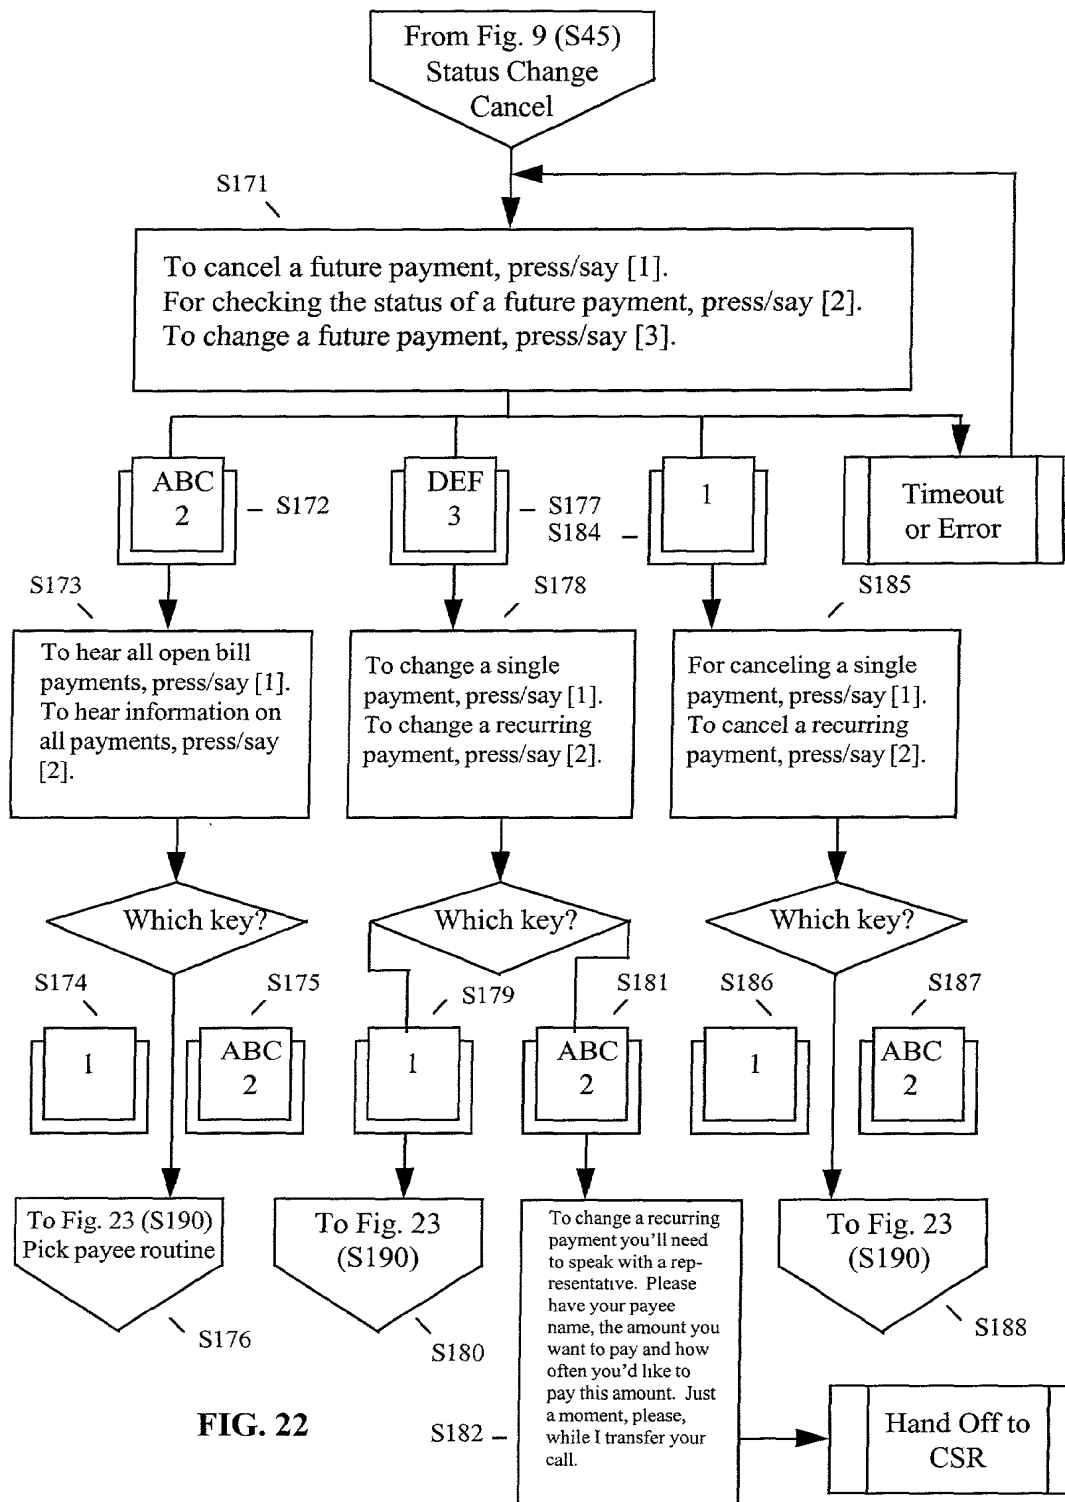 From Fig. 9 (S45)
Status Change
Cancel
S171
To cancel a future payment, press/say [1].
For checking the status of a future payment, press/say [2].
To change a future payment, press/say [3].
ABC
2
S172
DEF
3
S177
S184
1
Timeout
or Error
S173
To hear all open bill
payments, press/say [1].
To hear information on
all payments, press/say
[2].
S178
To change a single
payment, press/say [1].
To change a recurring
payment, press/say [2].
S185
For canceling a single
payment, press/say [1].
To cancel a recurring
payment, press/say [2].
Which key?
Which key?
Which key?
S174
1
S175
ABC
2
S179
1
S181
ABC
2
S186
1
S187
ABC
2
To Fig. 23 (S190)
Pick payee routine
S176
To Fig. 23
(S190)
S180
To change a recurring
payment you'll need
to speak with a rep-
resentative. Please
have your payee
name, the amount you
want to pay and how
often you'd like to
pay this amount. Just
a moment, please,
while I transfer your
call.
S182
To Fig. 23
(S190)
S188
Hand Off to
CSR
FIG. 22